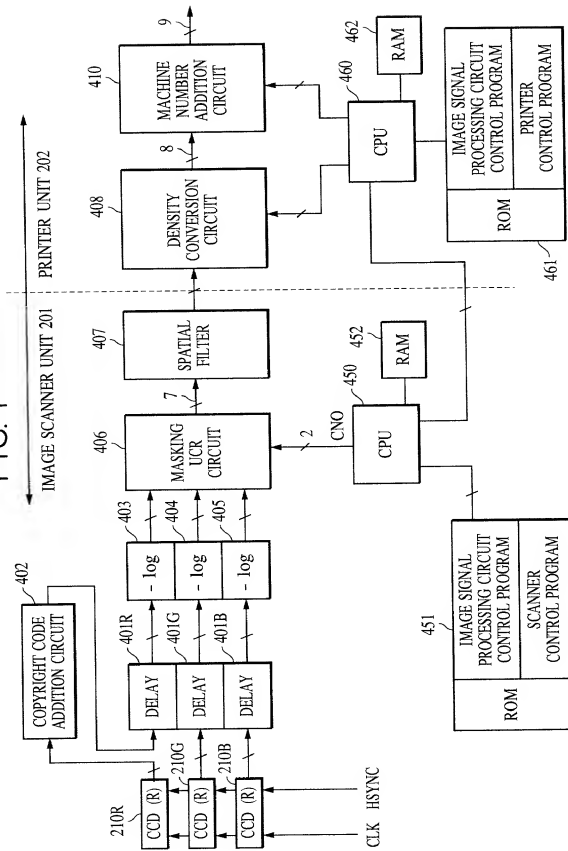 FIG. 4
IMAGE SCANNER UNIT 201
PRINTER UNIT 202
402
COPYRIGHT CODE
ADDITION CIRCUIT
210R
CCD (R)
210G
CCD (R)
210B
CCD (R)
CLK
HSYNC
401R
DELAY
401G
DELAY
401B
DELAY
403
- log
404
- log
405
- log
406
MASKING
UCR
CIRCUIT
7
407
SPATIAL
FILTER
408
DENSITY
CONVERSION
CIRCUIT
8
410
MACHINE
NUMBER
ADDITION
CIRCUIT
9
2
CNO
450
CPU
452
RAM
460
CPU
462
RAM
451
ROM
IMAGE SIGNAL
PROCESSING CIRCUIT
CONTROL PROGRAM
SCANNER
CONTROL PROGRAM
461
ROM
IMAGE SIGNAL
PROCESSING CIRCUIT
CONTROL PROGRAM
PRINTER
CONTROL PROGRAM